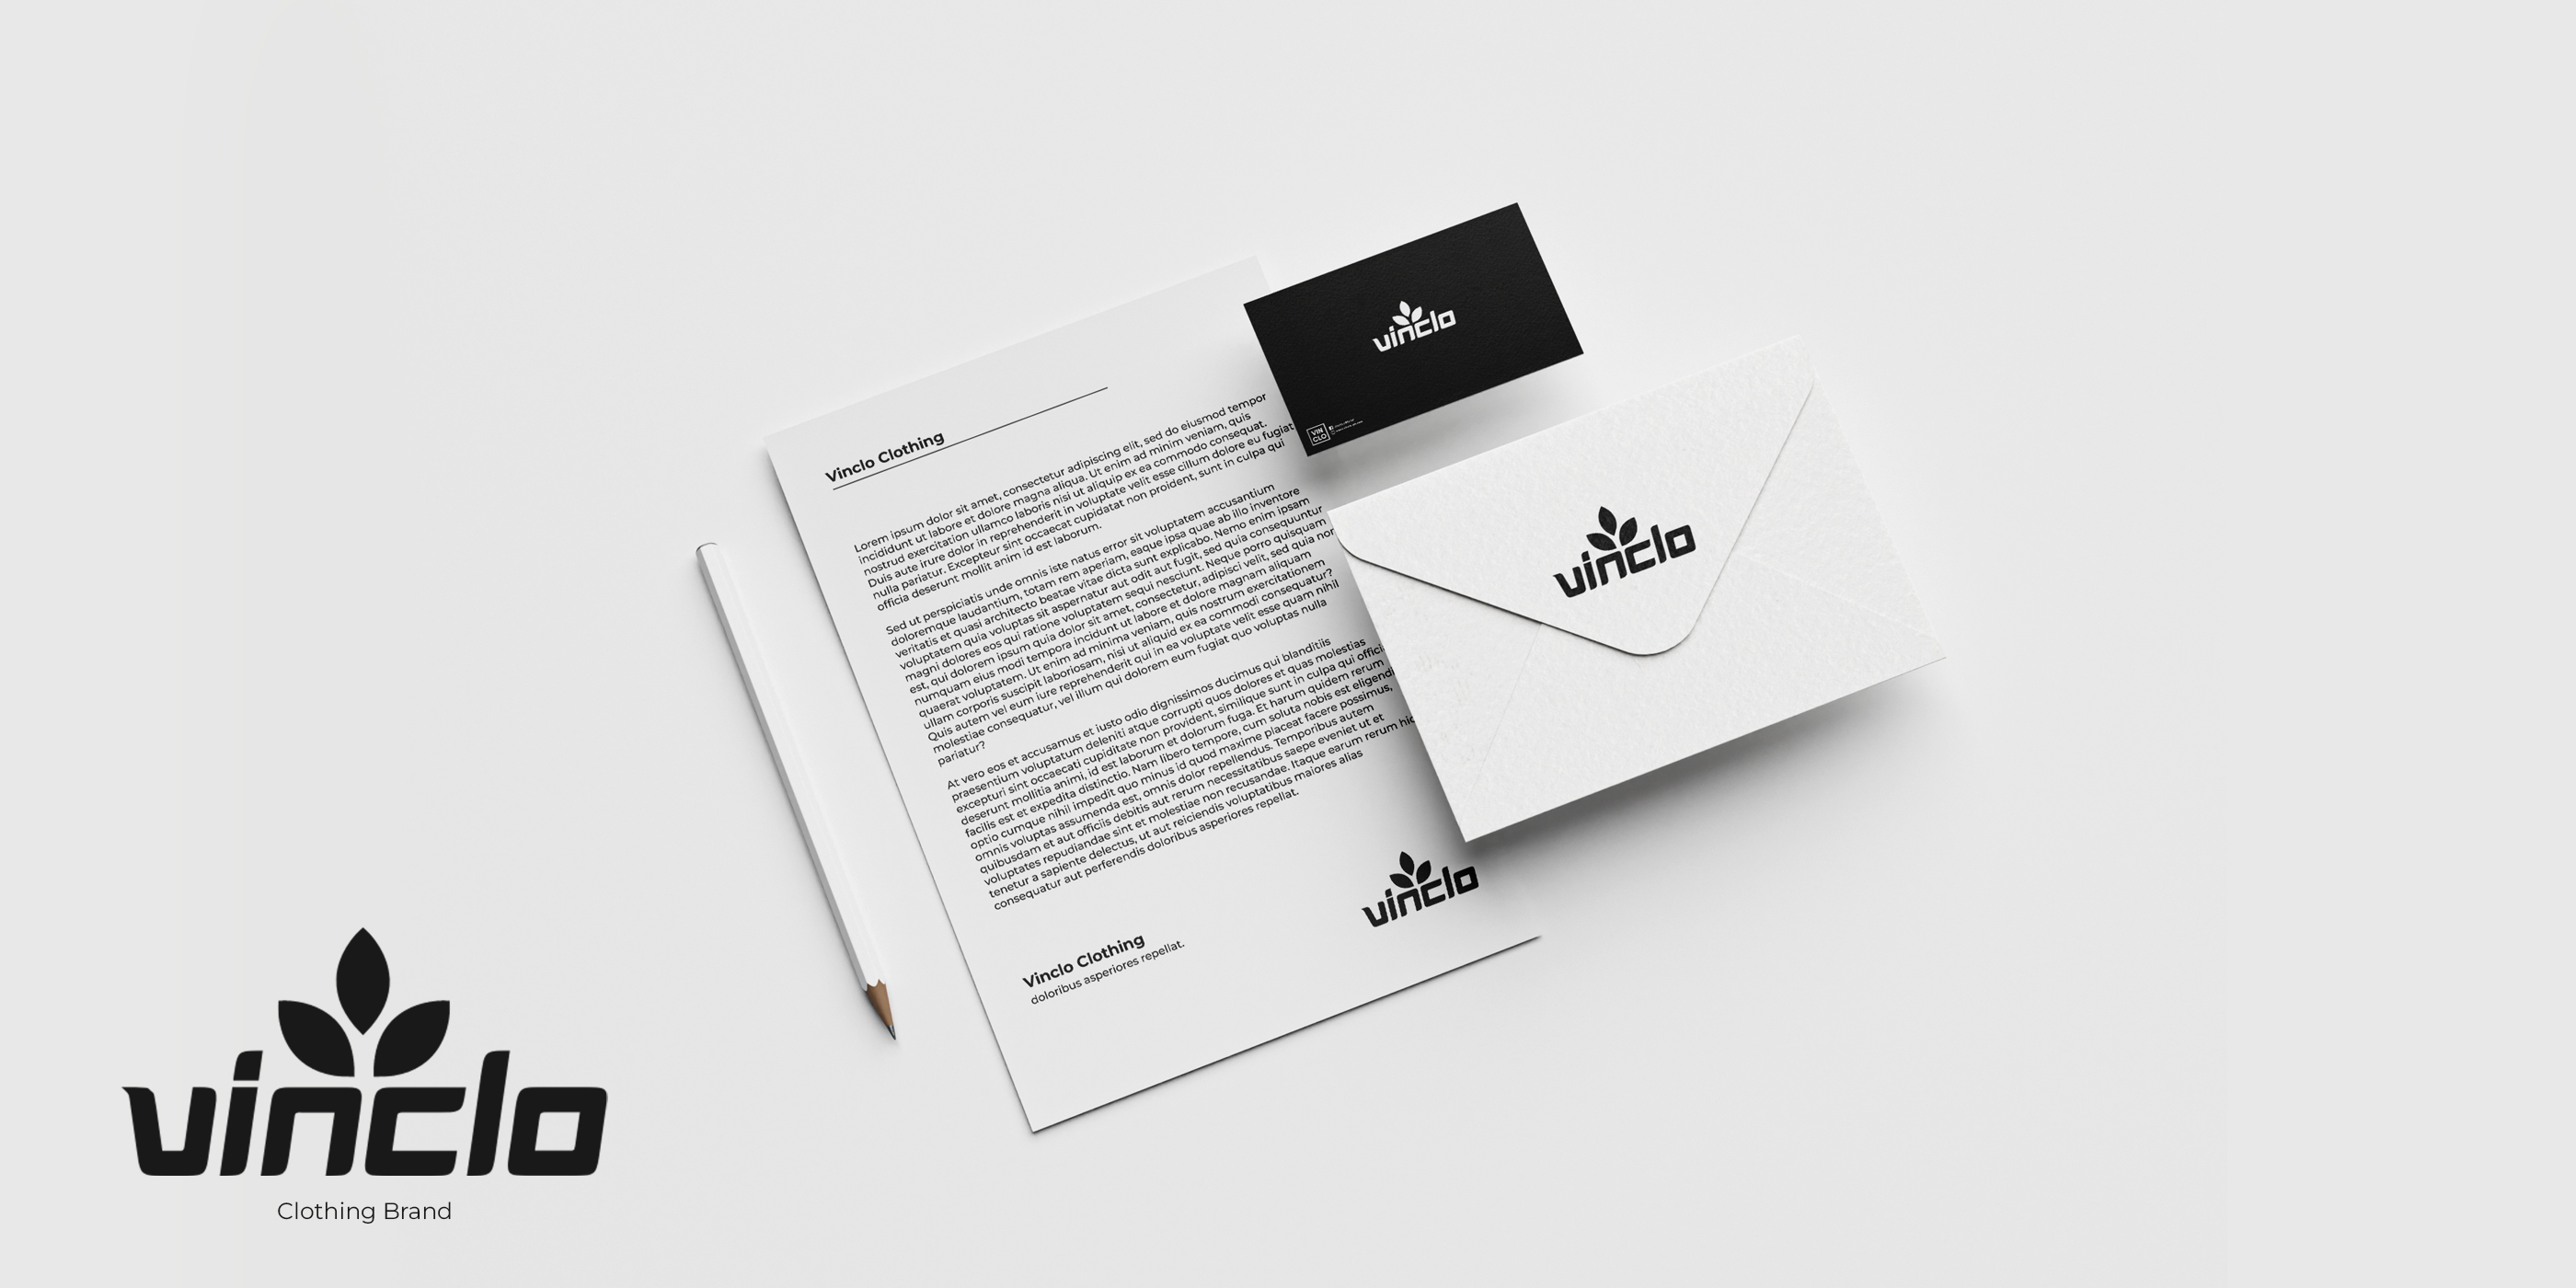 Vinclo Clothing
Lorem ipsum dolor sit amet, consectetur adipiscing elit, sed do eiusmod tempor
incididunt ut labore et dolore magna aliqua. Ut enim ad minim veniam, quis
nostrud exercitation ullamco laboris nisi ut aliquip ex ea commodo consequat.
Duis aute irure dolor in reprehenderit in voluptate velit esse cillum dolore eu fugiat
nulla pariatur. Excepteur sint occaecat cupidatat non proident, sunt in culpa qui
officia deserunt mollit anim id est laborum.
Sed ut perspiciatis unde omnis iste natus error sit voluptatem accusantium
doloremque laudantium, totam rem aperiam, eaque ipsa quae ab illo inventore
veritatis et quasi architecto beatae vitae dicta sunt explicabo. Nemo enim ipsam
voluptatem quia voluptas sit aspernatur aut odit aut fugit, sed quia consequuntur
magni dolores eos qui ratione voluptatem sequi nesciunt. Neque porro quisquam
est, qui dolorem ipsum quia dolor sit amet, consectetur, adipisci velit, sed quia non
numquam eius modi tempora incidunt ut labore et dolore magnam aliquam
quaerat voluptatem. Ut enim ad minima veniam, quis nostrum exercitationem
ullam corporis suscipit laboriosam, nisi ut aliquid ex ea commodi consequatur?
Quis autem vel eum iure reprehenderit qui in ea voluptate velit esse quam nihil
molestiae consequatur, vel illum qui dolorem eum fugiat quo voluptas nulla
pariatur?
At vero eos et accusamus et iusto odio dignissimos ducimus qui blanditiis
praesentium voluptatum deleniti atque corrupti quos dolores et quas molestias
excepturi sint occaecati cupiditate non provident, similique sunt in culpa qui offici
deserunt mollitia animi, id est laborum et dolorum fuga. Et harum quidem rerum
facilis est et expedita distinctio. Nam libero tempore, cum soluta nobis est eligendi
optio cumque nihil impedit quo minus id quod maxime placeat facere possimus,
omnis voluptas assumenda est, omnis dolor repellendus. Temporibus autem
quibusdam et aut officiis debitis aut rerum necessitatibus saepe eveniet ut et
voluptates repudiandae sint et molestiae non recusandae. Itaque earum rerum hic
tenetur a sapiente delectus, ut aut reiciendis voluptatibus maiores alias
consequatur aut perferendis doloribus asperiores repellat.
Vinclo Clothing
doloribus asperiores repellat.
vinclo
vinclo
VIN
CLO
vinclo
vinclo
Clothing Brand